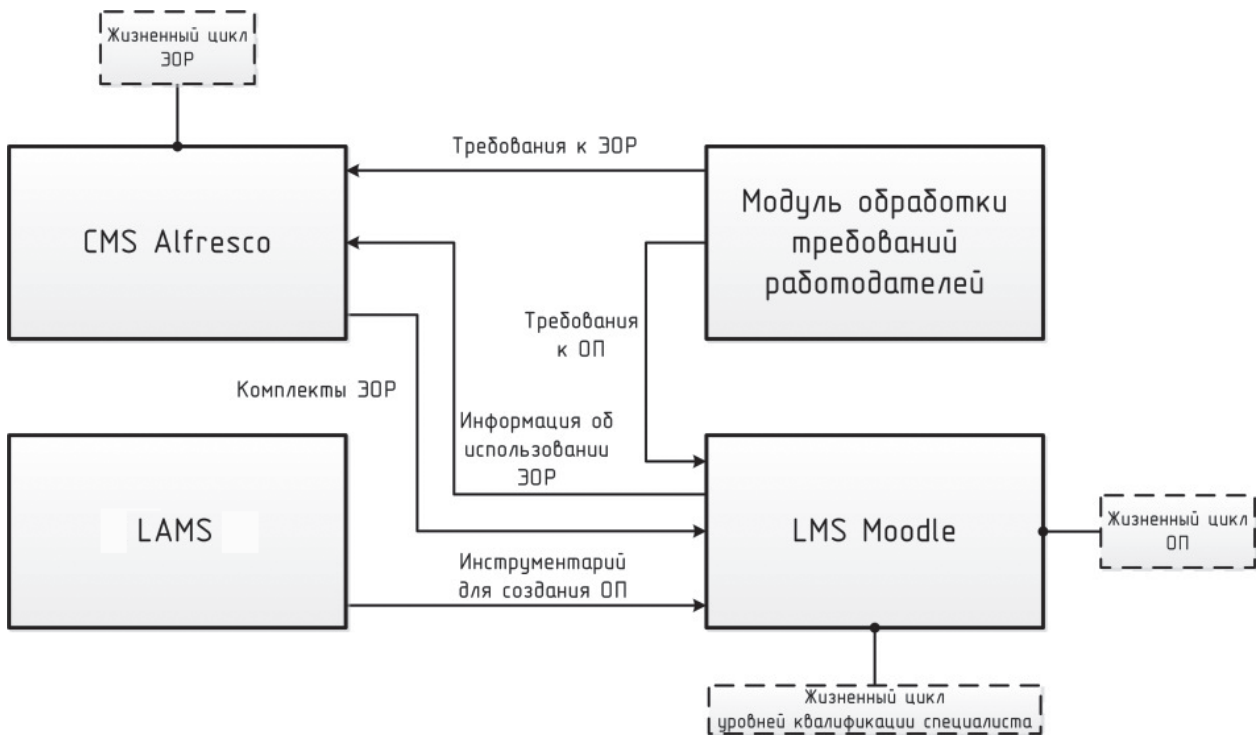 Жизненный цикл
ЭОР
Требования к ЭОР
CMS Alfresco
Модуль обработки
требований
работодателей
Требования
к ОП
Комплекты ЭОР
Информация об
использовании
ЭОР
LAMS
LMS Moodle
Жизненный цикл
ОП
Инструментарий
для создания ОП
Жизненный цикл
уровней квалификации специалиста